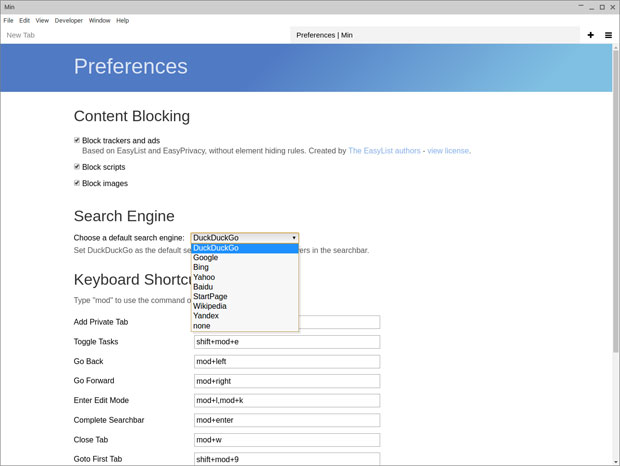 Min
File Edit View Developer Window Help
New Tab
Preferences | Min
Preferences
Content Blocking
Block trackers and ads
Based on EasyList and EasyPrivacy, without element hiding rules. Created by The EasyList authors - view license.
Block scripts
Block images
Search Engine
Choose a default search engine: DuckDuckGo
Set DuckDuckGo as the default se
ers in the searchbar.
DuckDuckGo
Google
Bing
Yahoo
Baidu
StartPage
Wikipedia
Yandex
none
Keyboard Shortcu
Type "mod" to use the command o
Add Private Tab
Toggle Tasks shift+mod+e
Go Back mod+left
Go Forward mod+right
Enter Edit Mode mod+l,mod+k
Complete Searchbar mod+enter
Close Tab mod+w
Goto First Tab shift+mod+9